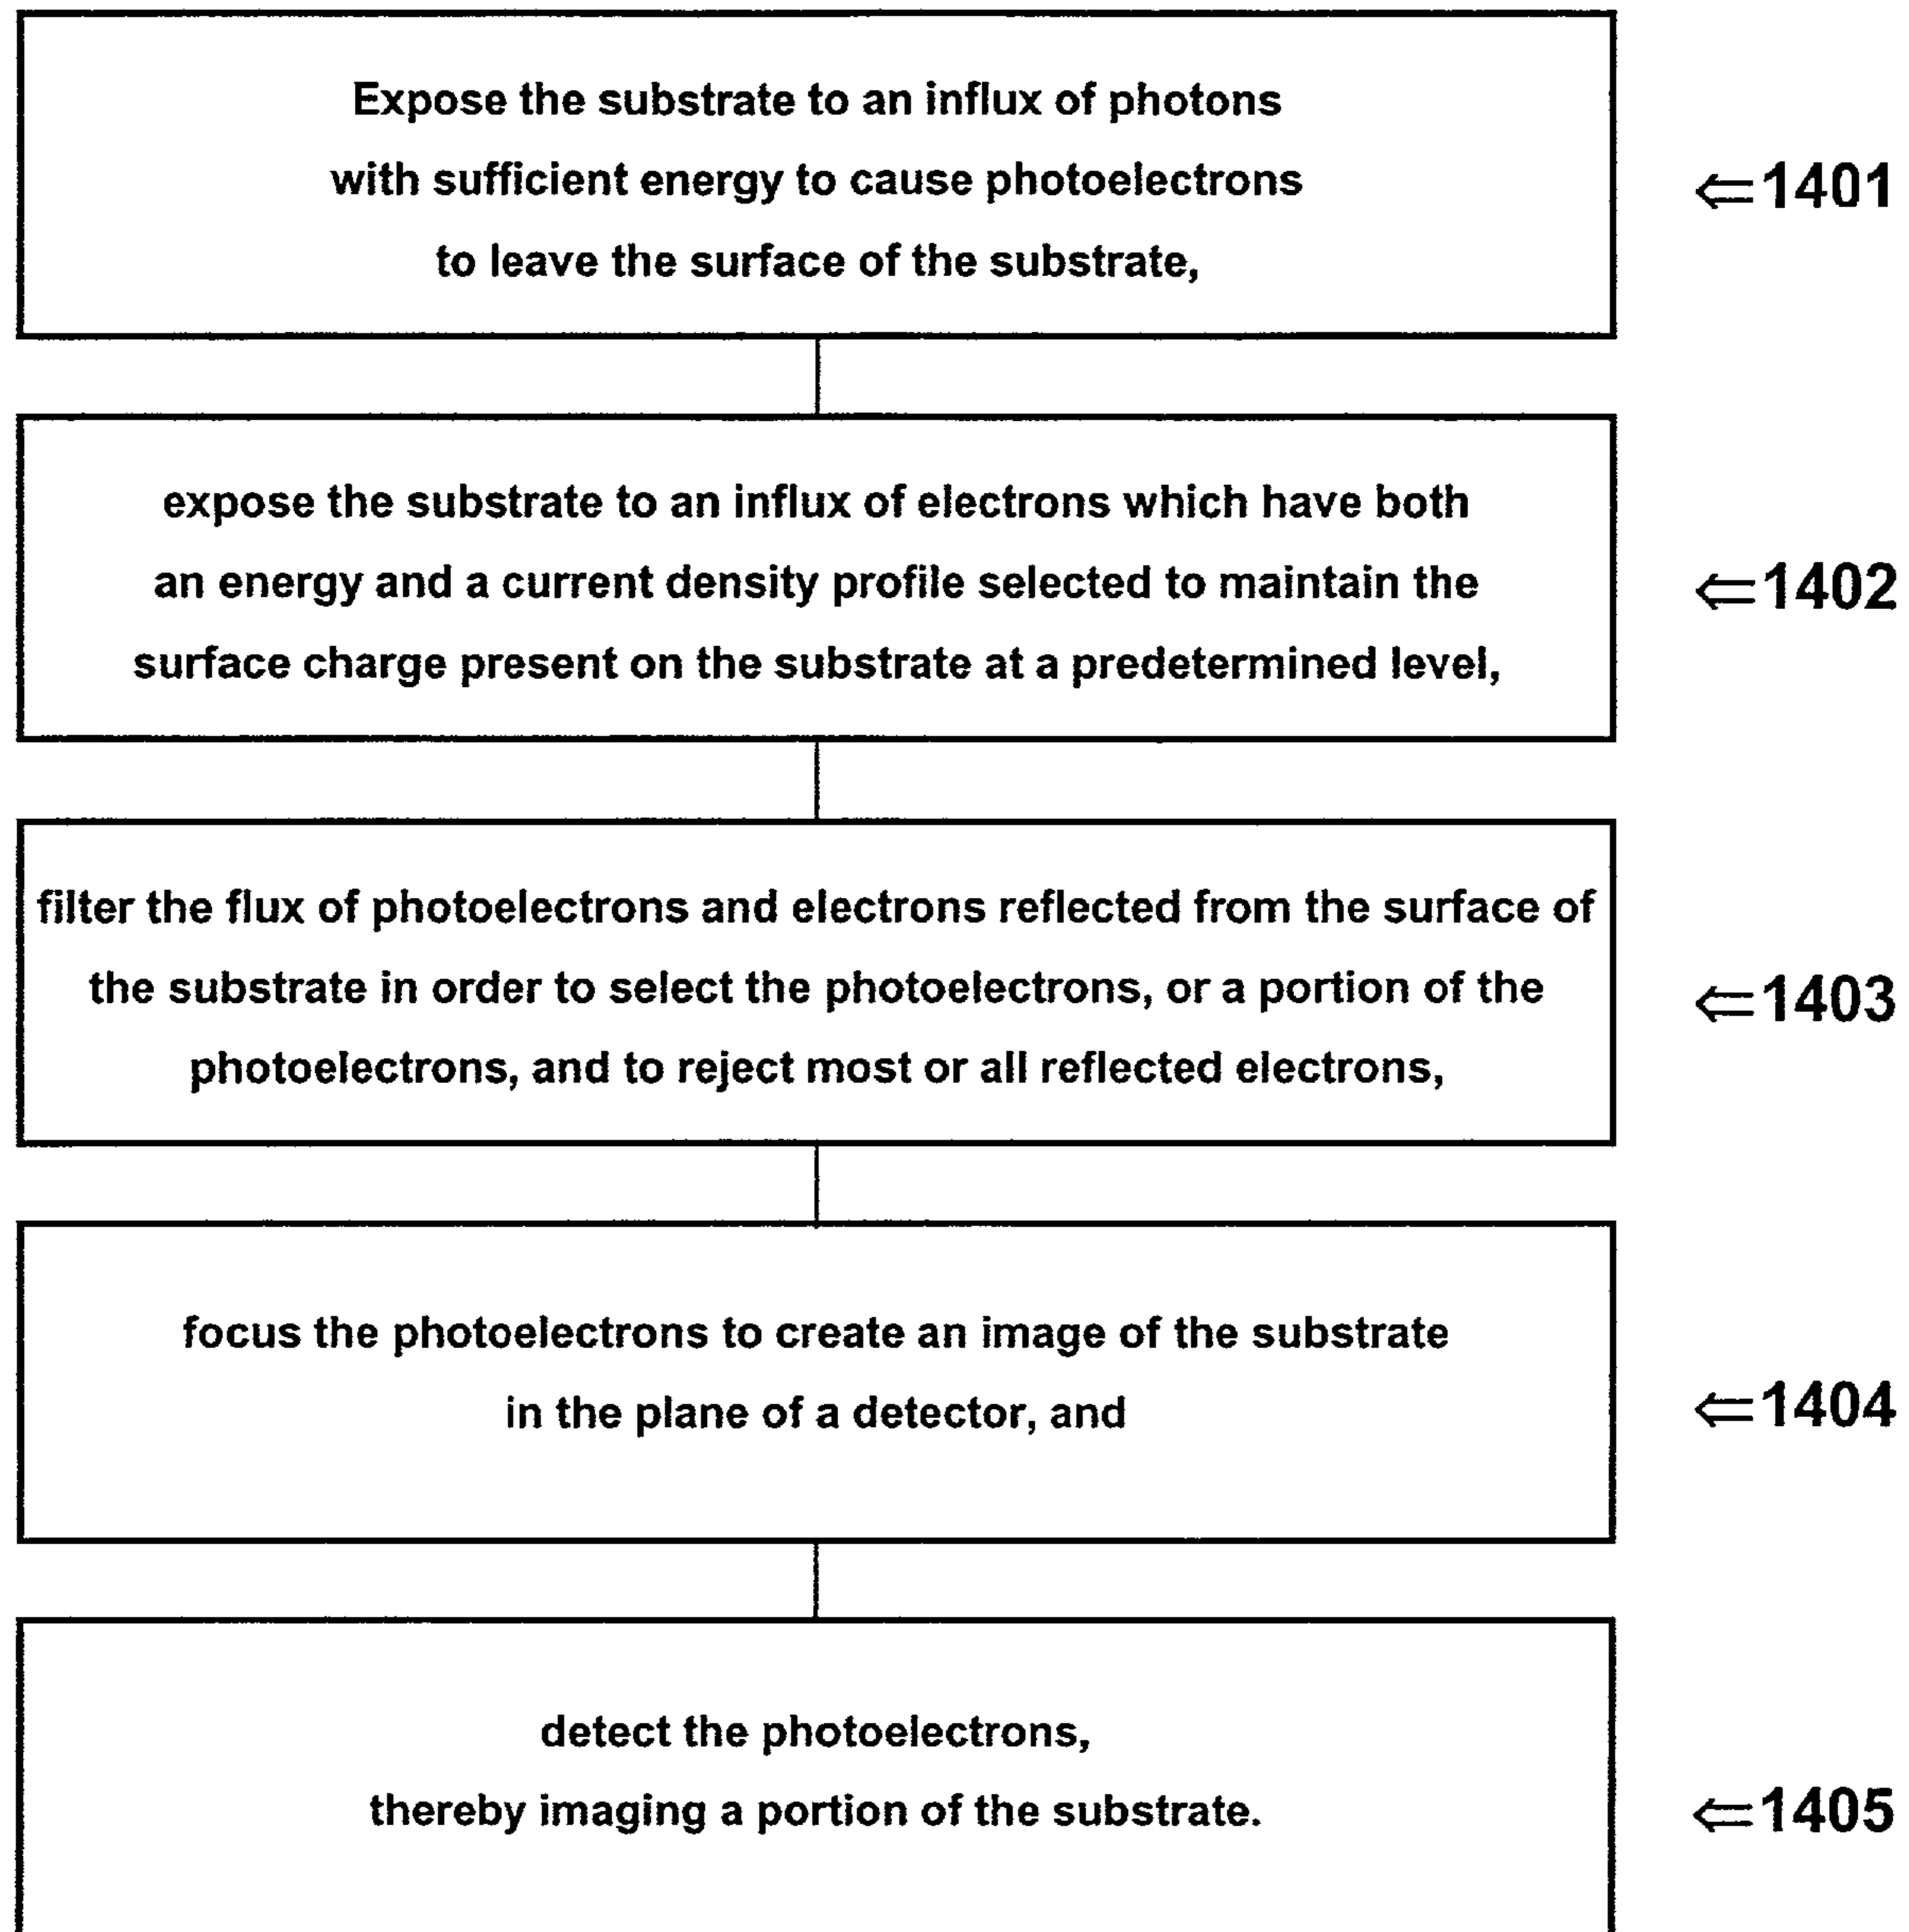 Expose the substrate to an influx of photons
with sufficient energy to cause photoelectrons
to leave the surface of the substrate,
⇐1401
expose the substrate to an influx of electrons which have both
an energy and a current density profile selected to maintain the
surface charge present on the substrate at a predetermined level,
⇐1402
filter the flux of photoelectrons and electrons reflected from the surface of
the substrate in order to select the photoelectrons, or a portion of the
photoelectrons, and to reject most or all reflected electrons,
⇐1403
focus the photoelectrons to create an image of the substrate
in the plane of a detector, and
⇐1404
detect the photoelectrons,
thereby imaging a portion of the substrate.
⇐1405